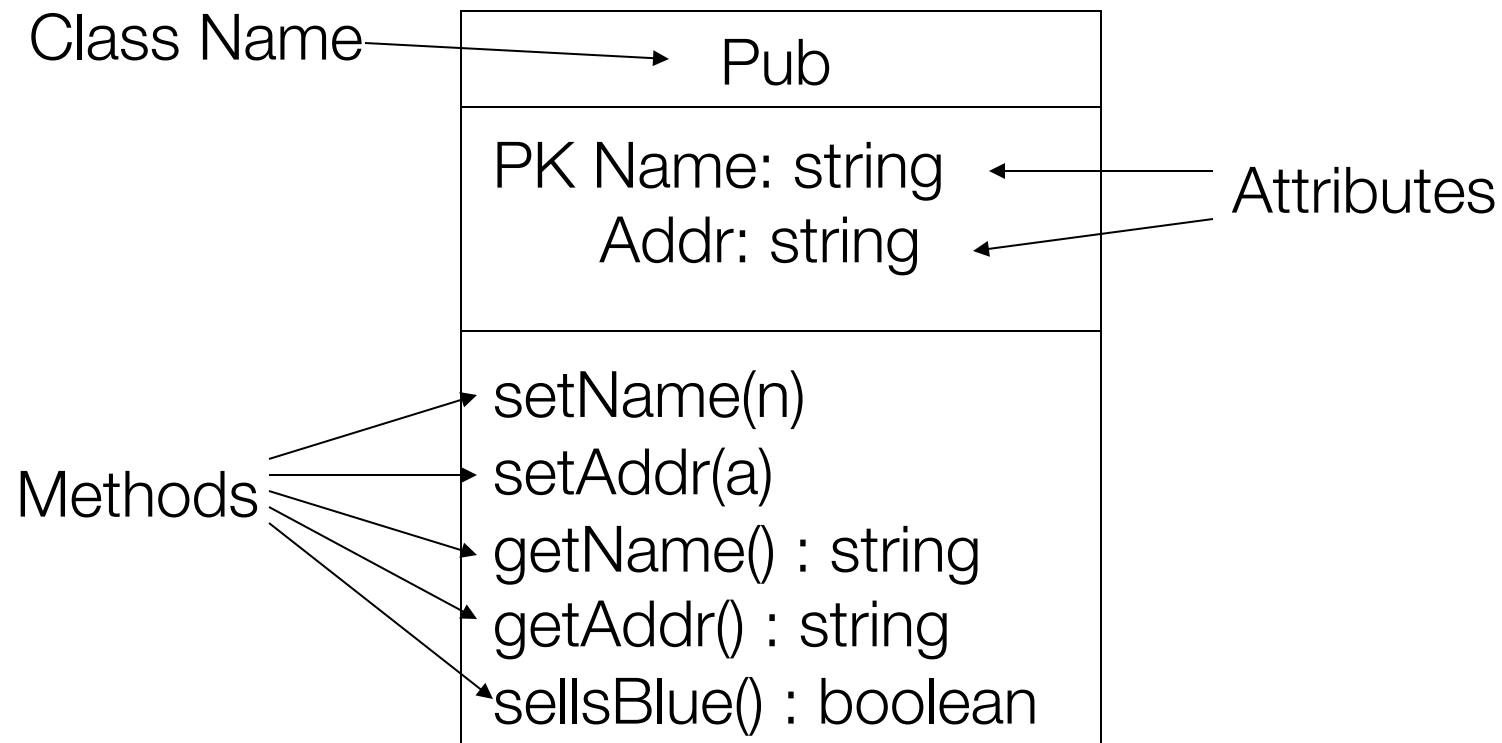 Class Name
Pub
PK Name: string
Addr: string
Attributes
Methods
setName(n)
setAddr(a)
getName() : string
getAddr() : string
sellsBlue() : boolean